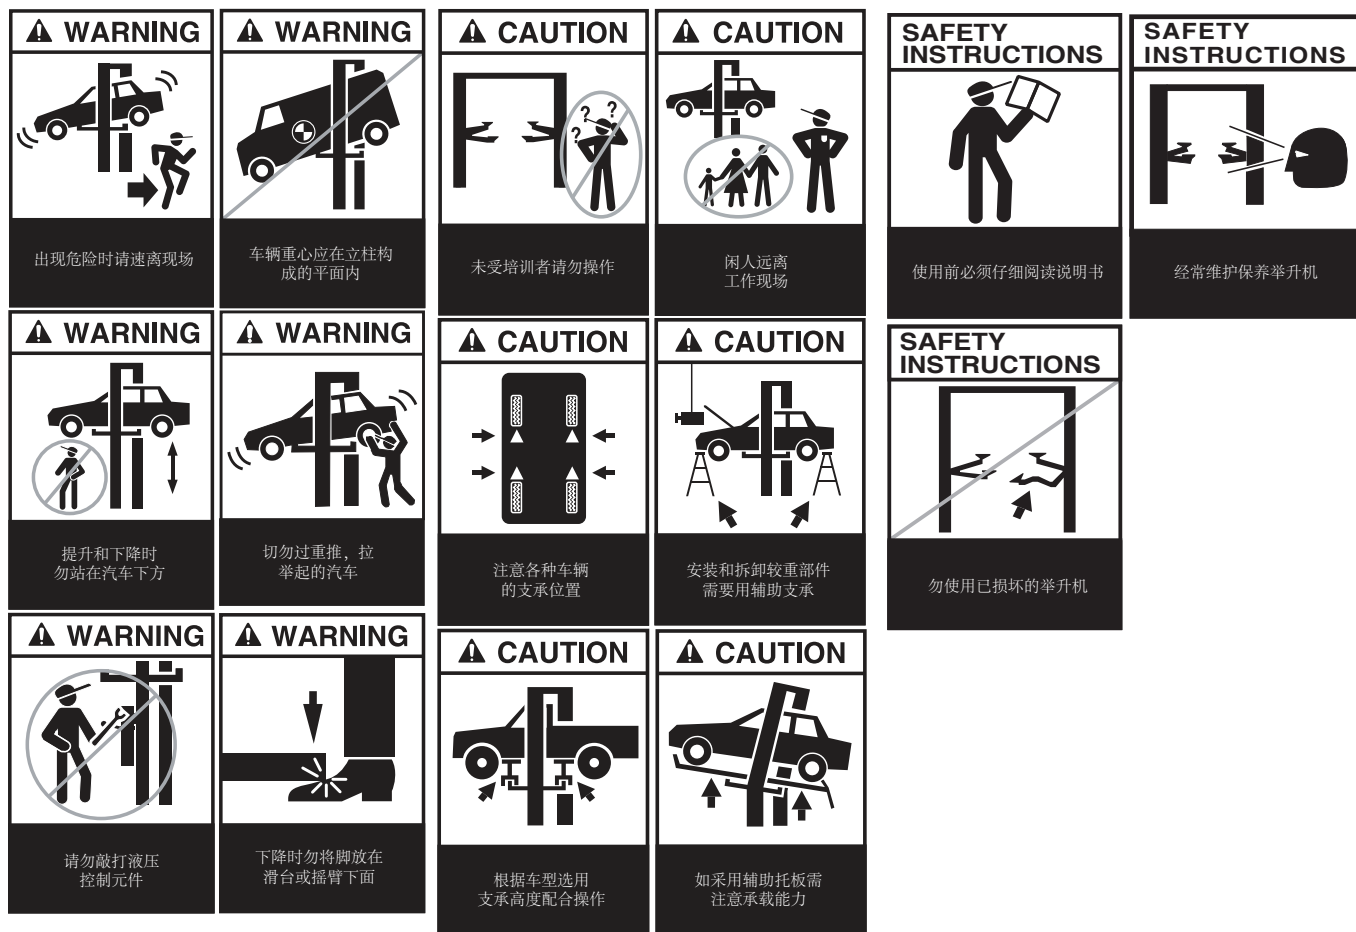 WARNING
出现危险时请速离现场
WARNING
车辆重心应在立柱构
成的平面内
CAUTION
未受培训者请勿操作
CAUTION
闲人远离
工作现场
SAFETY
INSTRUCTIONS
使用前必须仔细阅读说明书
SAFETY
INSTRUCTIONS
经常维护保养举升机
WARNING
提升和下降时
勿站在汽车下方
WARNING
切勿过重推，拉
举起的汽车
CAUTION
注意各种车辆
的支承位置
CAUTION
安装和拆卸较重部件
需要用辅助支承
SAFETY
INSTRUCTIONS
勿使用已损坏的举升机
WARNING
请勿敲打液压
控制元件
WARNING
下降时勿将脚放在
滑台或摇臂下面
CAUTION
? ? ?
根据车型选用
支承高度配合操作
CAUTION
如采用辅助托板需
注意承载能力